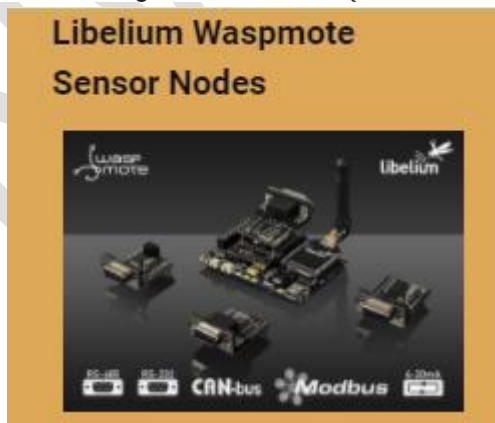 Libelium Waspmote
Sensor Nodes
wasp
mote
libelium
RS-485 RS-232 CAN-bus Modbus 4-20mA